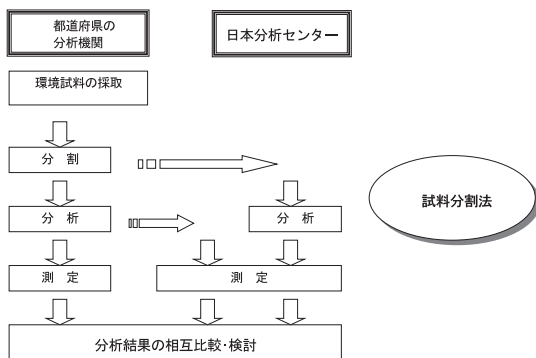 都道府県の
分析機関
日本分析センター
環境試料の採取
分　割
試料分割法
分　析
分　析
測　定
測　定
分析結果の相互比較･検討